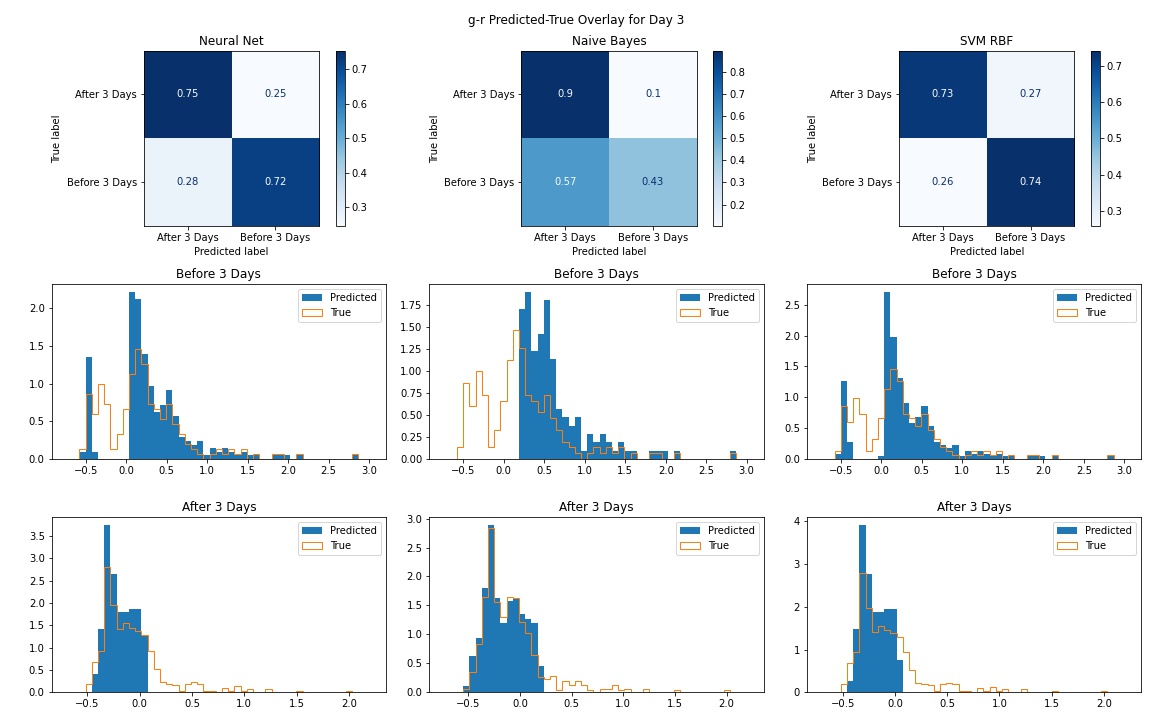 g-r Predicted-True Overlay for Day 3
Neural Net
After 3 Days
Before 3 Days
True label
0.75 0.25
0.28 0.72
After 3 Days Before 3 Days
Predicted label
0.7
0.6
0.5
0.4
0.3
Naive Bayes
After 3 Days
Before 3 Days
True label
0.9 0.1
0.57 0.43
After 3 Days Before 3 Days
Predicted label
0.8
0.7
0.6
0.5
0.4
0.3
0.2
SVM RBF
After 3 Days
Before 3 Days
True label
0.73 0.27
0.26 0.74
After 3 Days Before 3 Days
Predicted label
0.7
0.6
0.5
0.4
0.3
Before 3 Days
Predicted
True
2.0
1.5
1.0
0.5
0.0
−0.5 0.0 0.5 1.0 1.5 2.0 2.5 3.0
Before 3 Days
Predicted
True
1.75
1.50
1.25
1.00
0.75
0.50
0.25
0.00
−0.5 0.0 0.5 1.0 1.5 2.0 2.5 3.0
Before 3 Days
Predicted
True
2.5
2.0
1.5
1.0
0.5
0.0
−0.5 0.0 0.5 1.0 1.5 2.0 2.5 3.0
After 3 Days
Predicted
True
3.5
3.0
2.5
2.0
1.5
1.0
0.5
0.0
−0.5 0.0 0.5 1.0 1.5 2.0
After 3 Days
Predicted
True
3.0
2.5
2.0
1.5
1.0
0.5
0.0
−0.5 0.0 0.5 1.0 1.5 2.0
After 3 Days
Predicted
True
4
3
2
1
0
−0.5 0.0 0.5 1.0 1.5 2.0